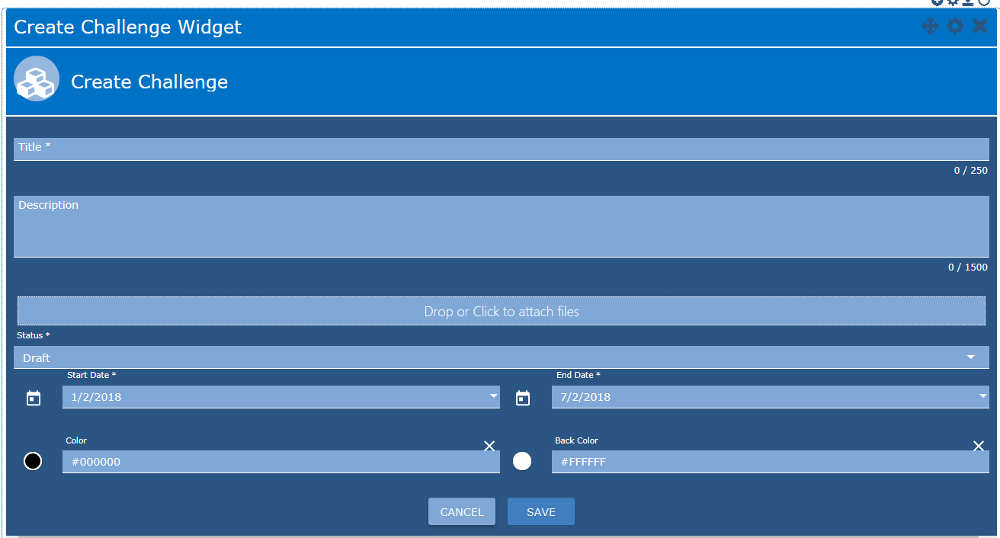 Create Challenge Widget
Create Challenge
Title *
0 / 250
Description
0 / 1500
Drop or Click to attach files
Status *
Draft
Start Date * End Date *
1/2/2018 7/2/2018
Color Back Color
#000000 #FFFFFF
CANCEL SAVE